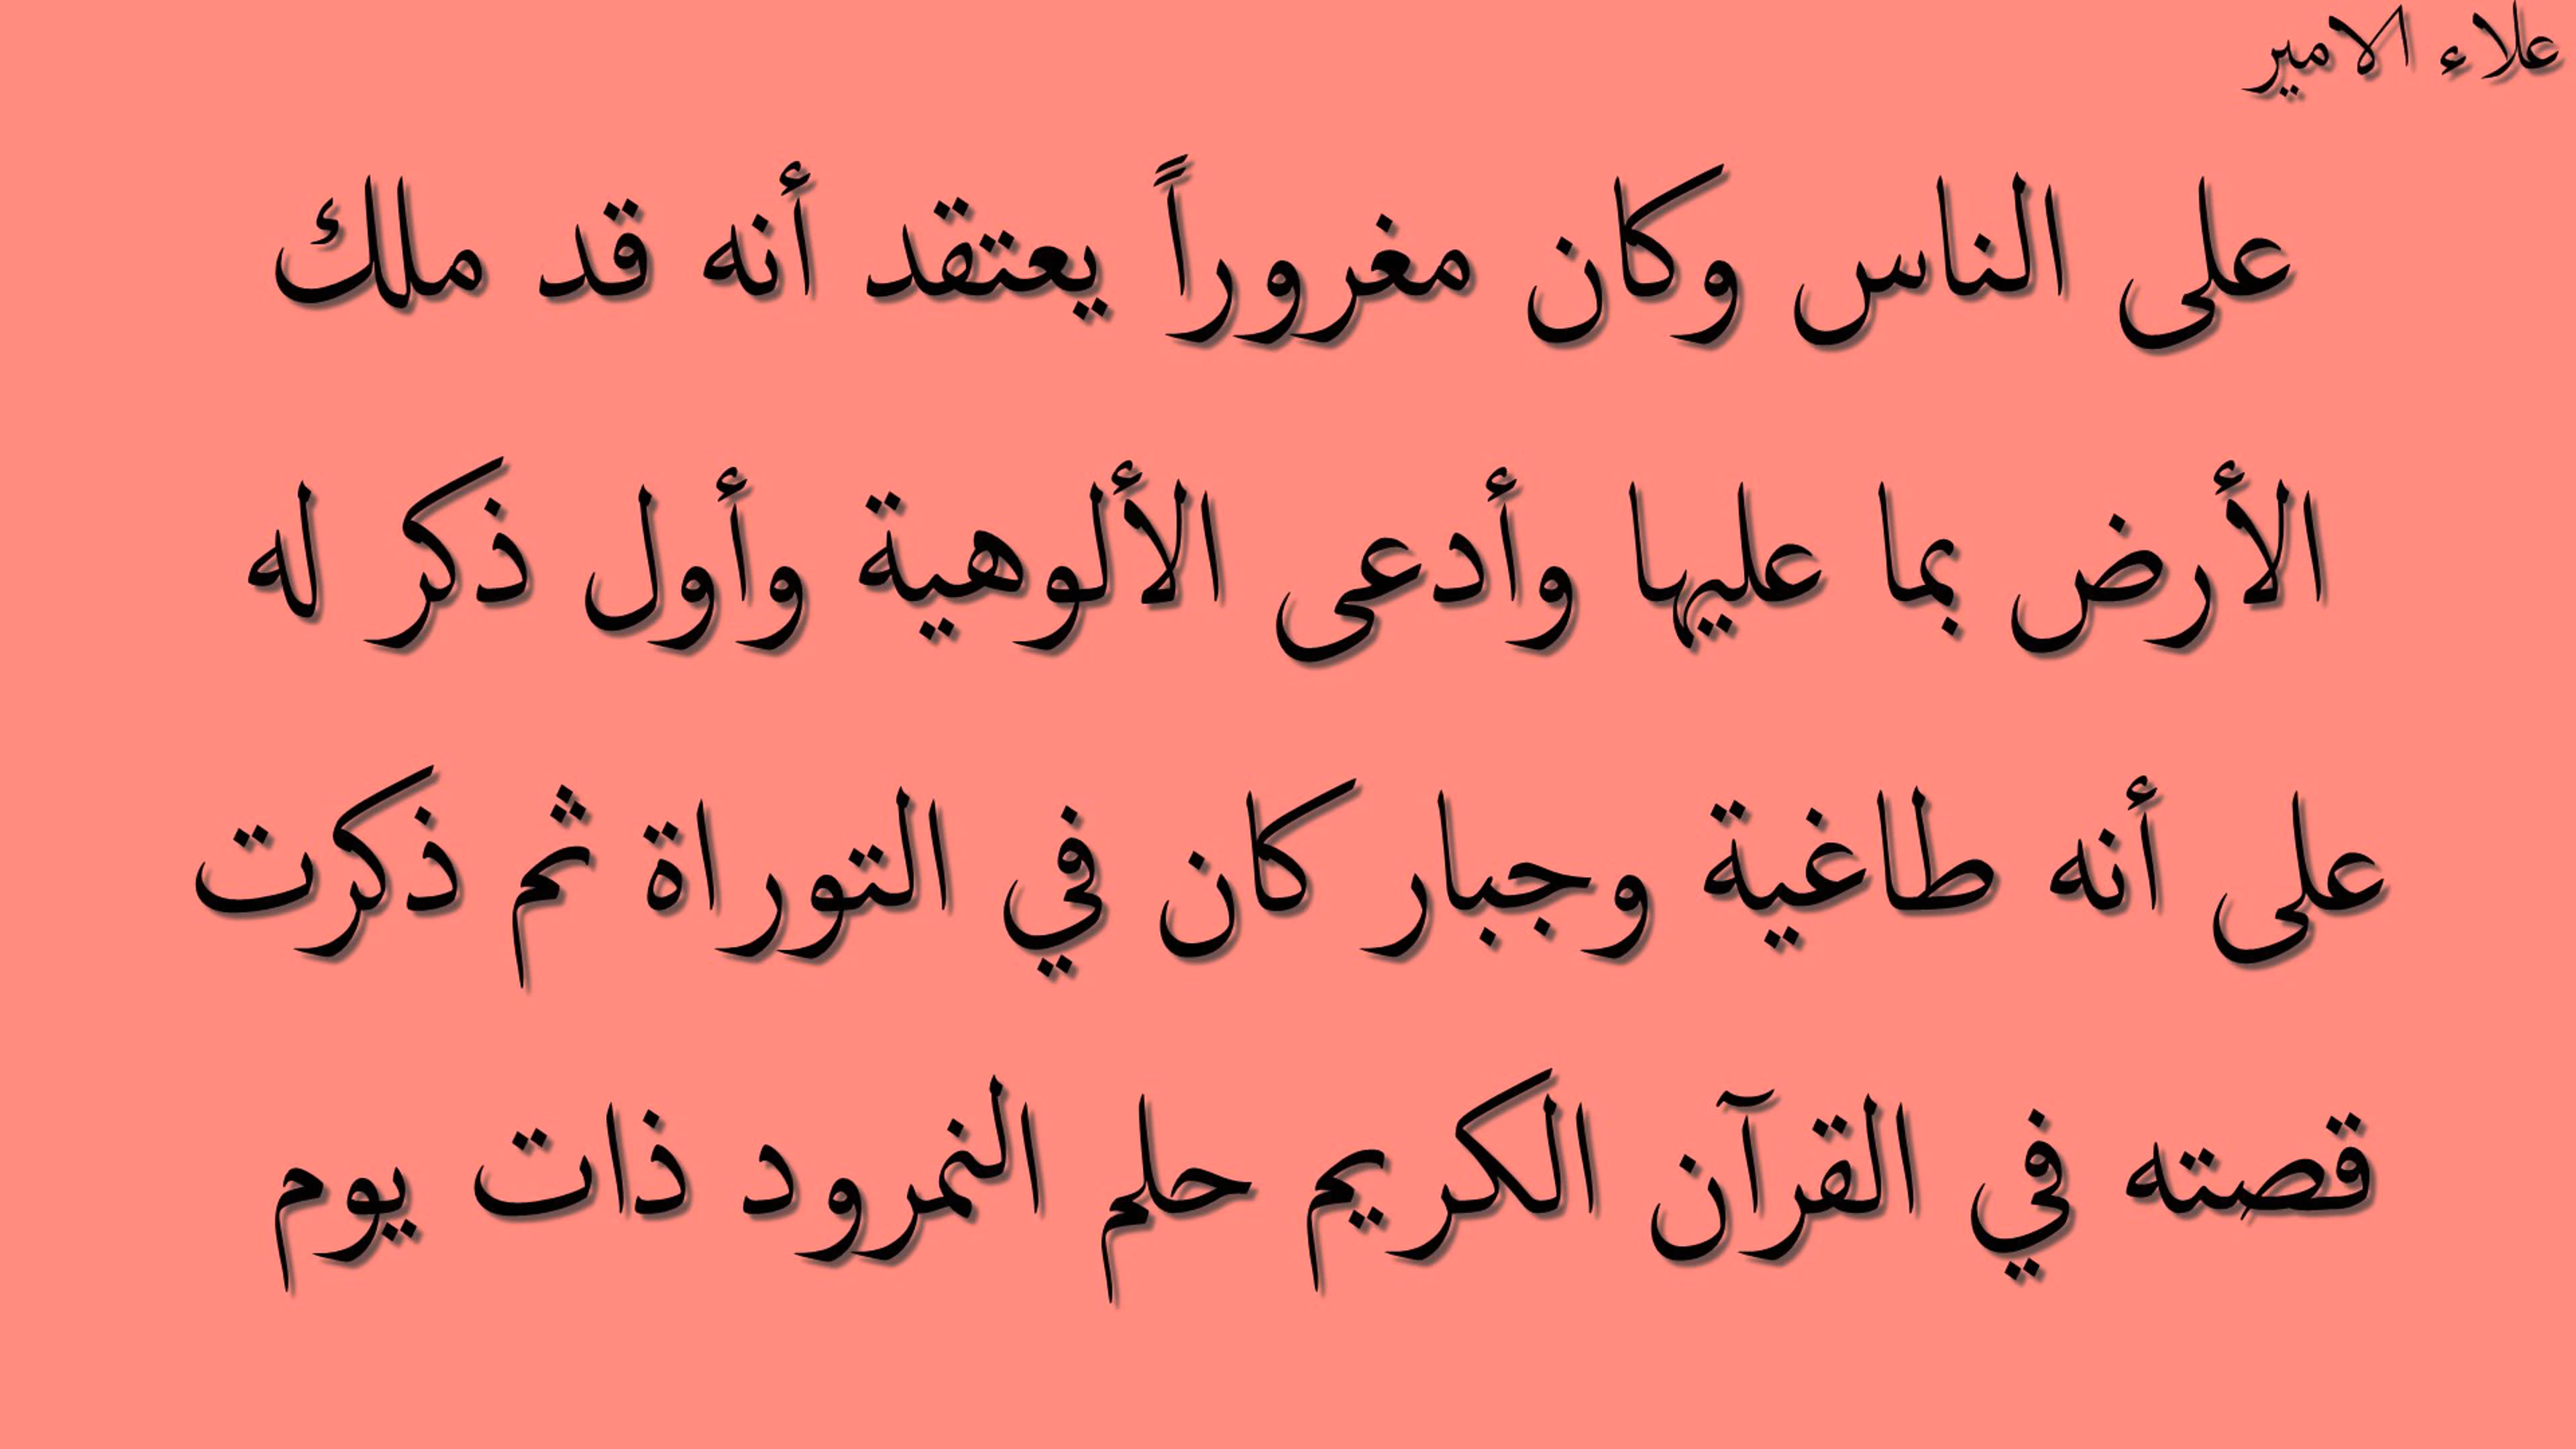 علاء الامير
على الناس وكان مغروراً يعتقد أنه قد ملك
الأرض بما عليها وأدعى الألوهية وأول ذكر له
على أنه طاغية وجبار كان في التوراة ثم ذكرت
قصته في القرآن الكريم حلم النمرود ذات يوم